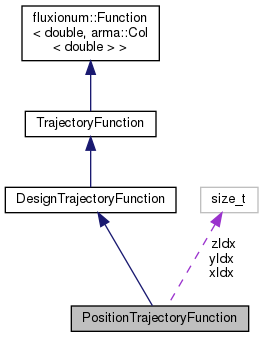 fluxionum::Function
< double, arma::Col
< double > >
TrajectoryFunction
DesignTrajectoryFunction
size_t
zIdx
yIdx
xIdx
PositionTrajectoryFunction